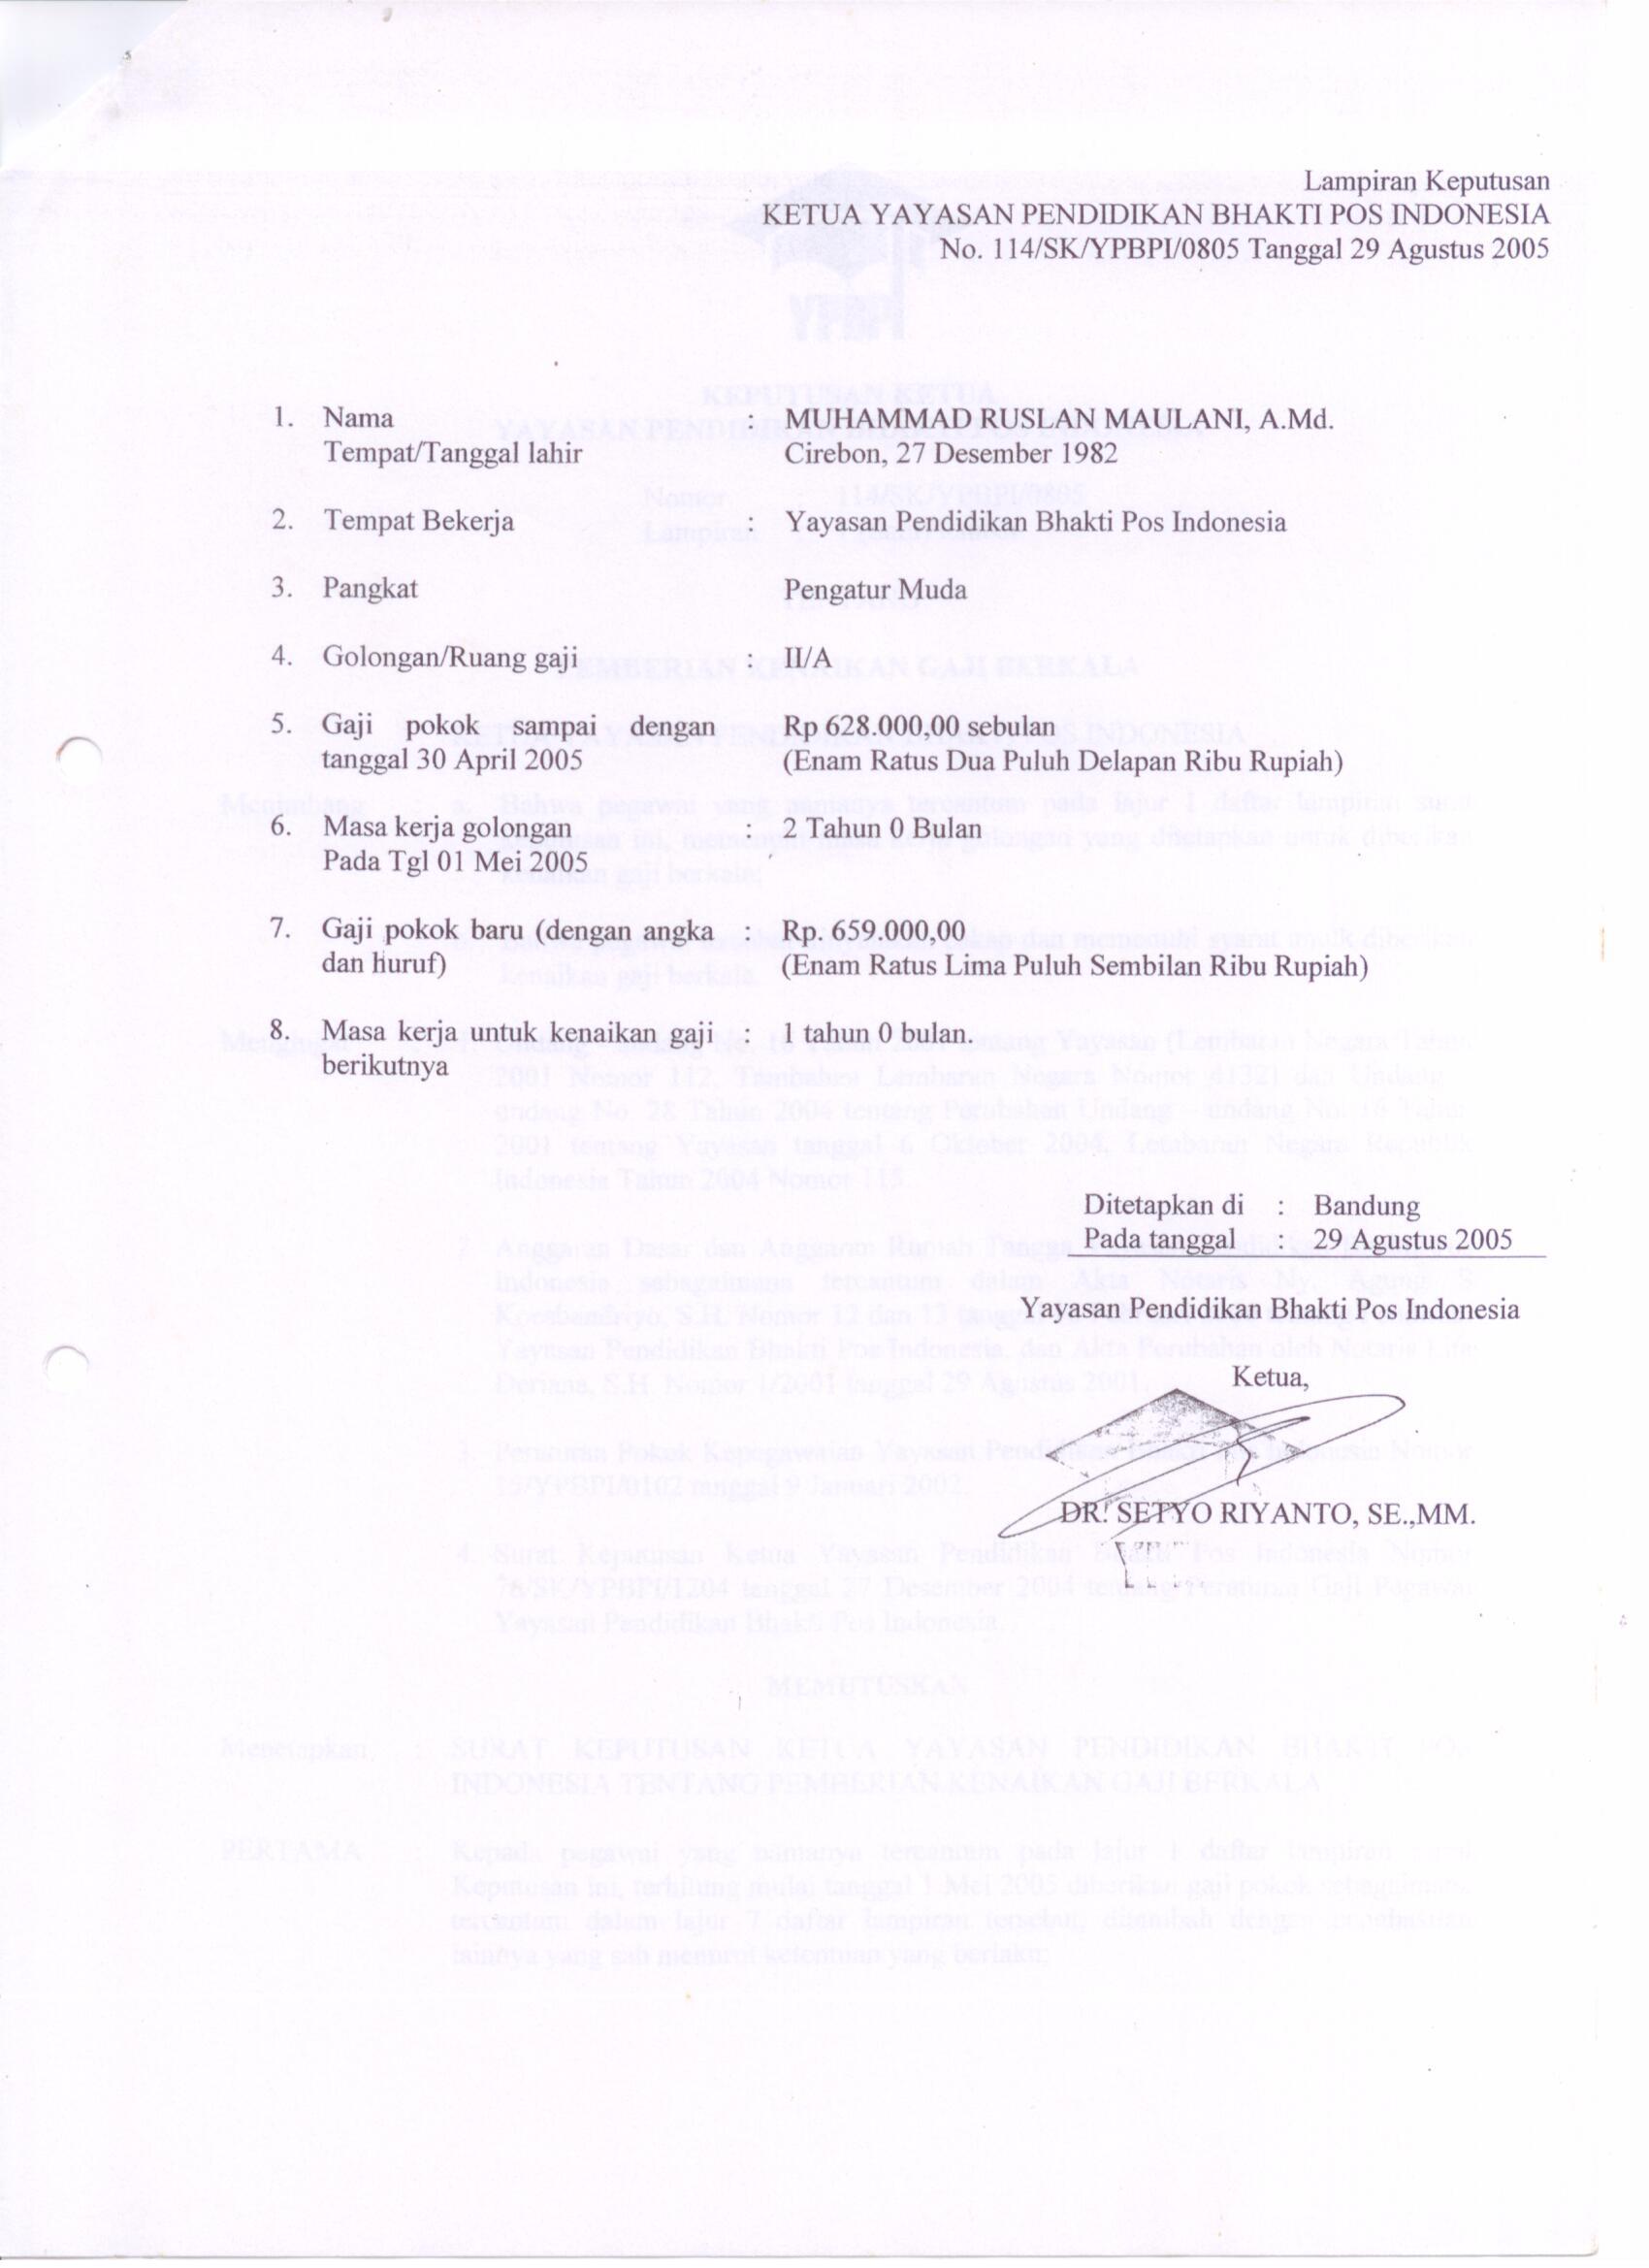 Lampiran Keputusan
KETUA YAYASAN PENDIDIKAN BHAKTI POS INDONESIA
No. 114/SK/YPBPI/0805 Tanggal 29 Agustus 2005
1. Nama : MUHAMMAD RUSLAN MAULANI, A.Md.
Tempat/Tanggal lahir Cirebon, 27 Desember 1982
2. Tempat Bekerja : Yayasan Pendidikan Bhakti Pos Indonesia
3. Pangkat Pengatur Muda
4. Golongan/Ruang gaji : II/A
5. Gaji pokok sampai dengan Rp 628.000,00 sebulan
tanggal 30 April 2005 (Enam Ratus Dua Puluh Delapan Ribu Rupiah)
6. Masa kerja golongan : 2 Tahun 0 Bulan
Pada Tgl 01 Mei 2005
7. Gaji pokok baru (dengan angka : Rp. 659.000,00
dan huruf) (Enam Ratus Lima Puluh Sembilan Ribu Rupiah)
8. Masa kerja untuk kenaikan gaji : 1 tahun 0 bulan.
berikutnya
Ditetapkan di : Bandung
Pada tanggal : 29 Agustus 2005
Yayasan Pendidikan Bhakti Pos Indonesia
Ketua,
DR. SETYO RIYANTO, SE.,MM.